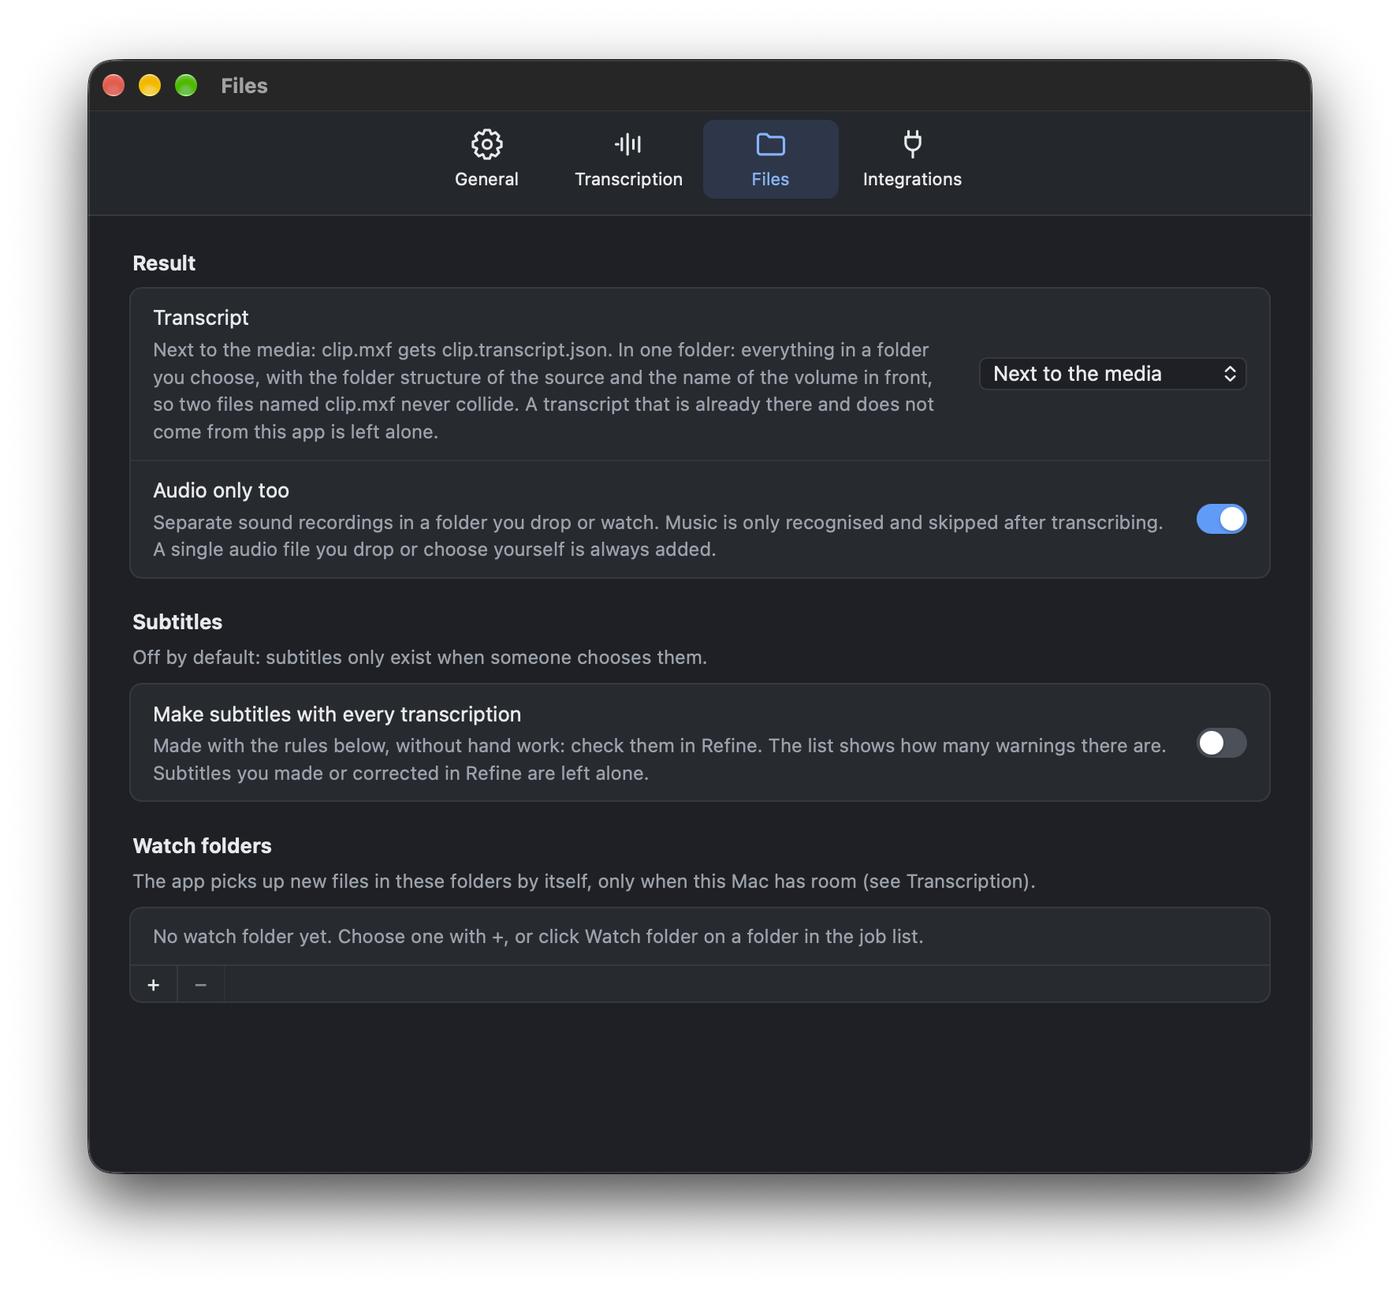 Files
General
Transcription
Files
Integrations
Result
Transcript
Next to the media: clip.mxf gets clip.transcript.json. In one folder: everything in a folder
you choose, with the folder structure of the source and the name of the volume in front,
so two files named clip.mxf never collide. A transcript that is already there and does not
come from this app is left alone.
Next to the media
Audio only too
Separate sound recordings in a folder you drop or watch. Music is only recognised and skipped after transcribing.
A single audio file you drop or choose yourself is always added.
Subtitles
Off by default: subtitles only exist when someone chooses them.
Make subtitles with every transcription
Made with the rules below, without hand work: check them in Refine. The list shows how many warnings there are.
Subtitles you made or corrected in Refine are left alone.
Watch folders
The app picks up new files in these folders by itself, only when this Mac has room (see Transcription).
No watch folder yet. Choose one with +, or click Watch folder on a folder in the job list.
+ −